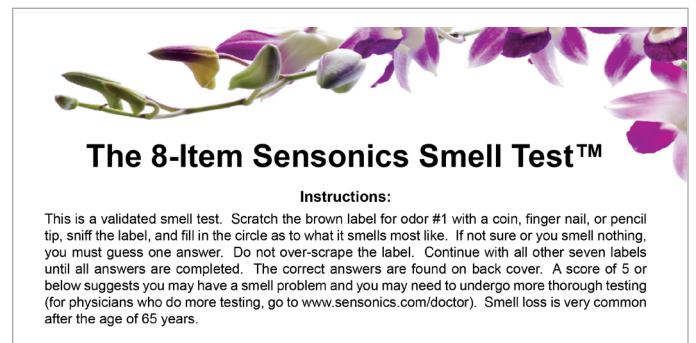 The 8-Item Sensonics Smell Test™
Instructions:
This is a validated smell test. Scratch the brown label for odor #1 with a coin, finger nail, or pencil
tip, sniff the label, and fill in the circle as to what it smells most like. If not sure or you smell nothing,
you must guess one answer. Do not over-scrape the label. Continue with all other seven labels
until all answers are completed. The correct answers are found on back cover. A score of 5 or
below suggests you may have a smell problem and you may need to undergo more thorough testing
(for physicians who do more testing, go to www.sensonics.com/doctor). Smell loss is very common
after the age of 65 years.